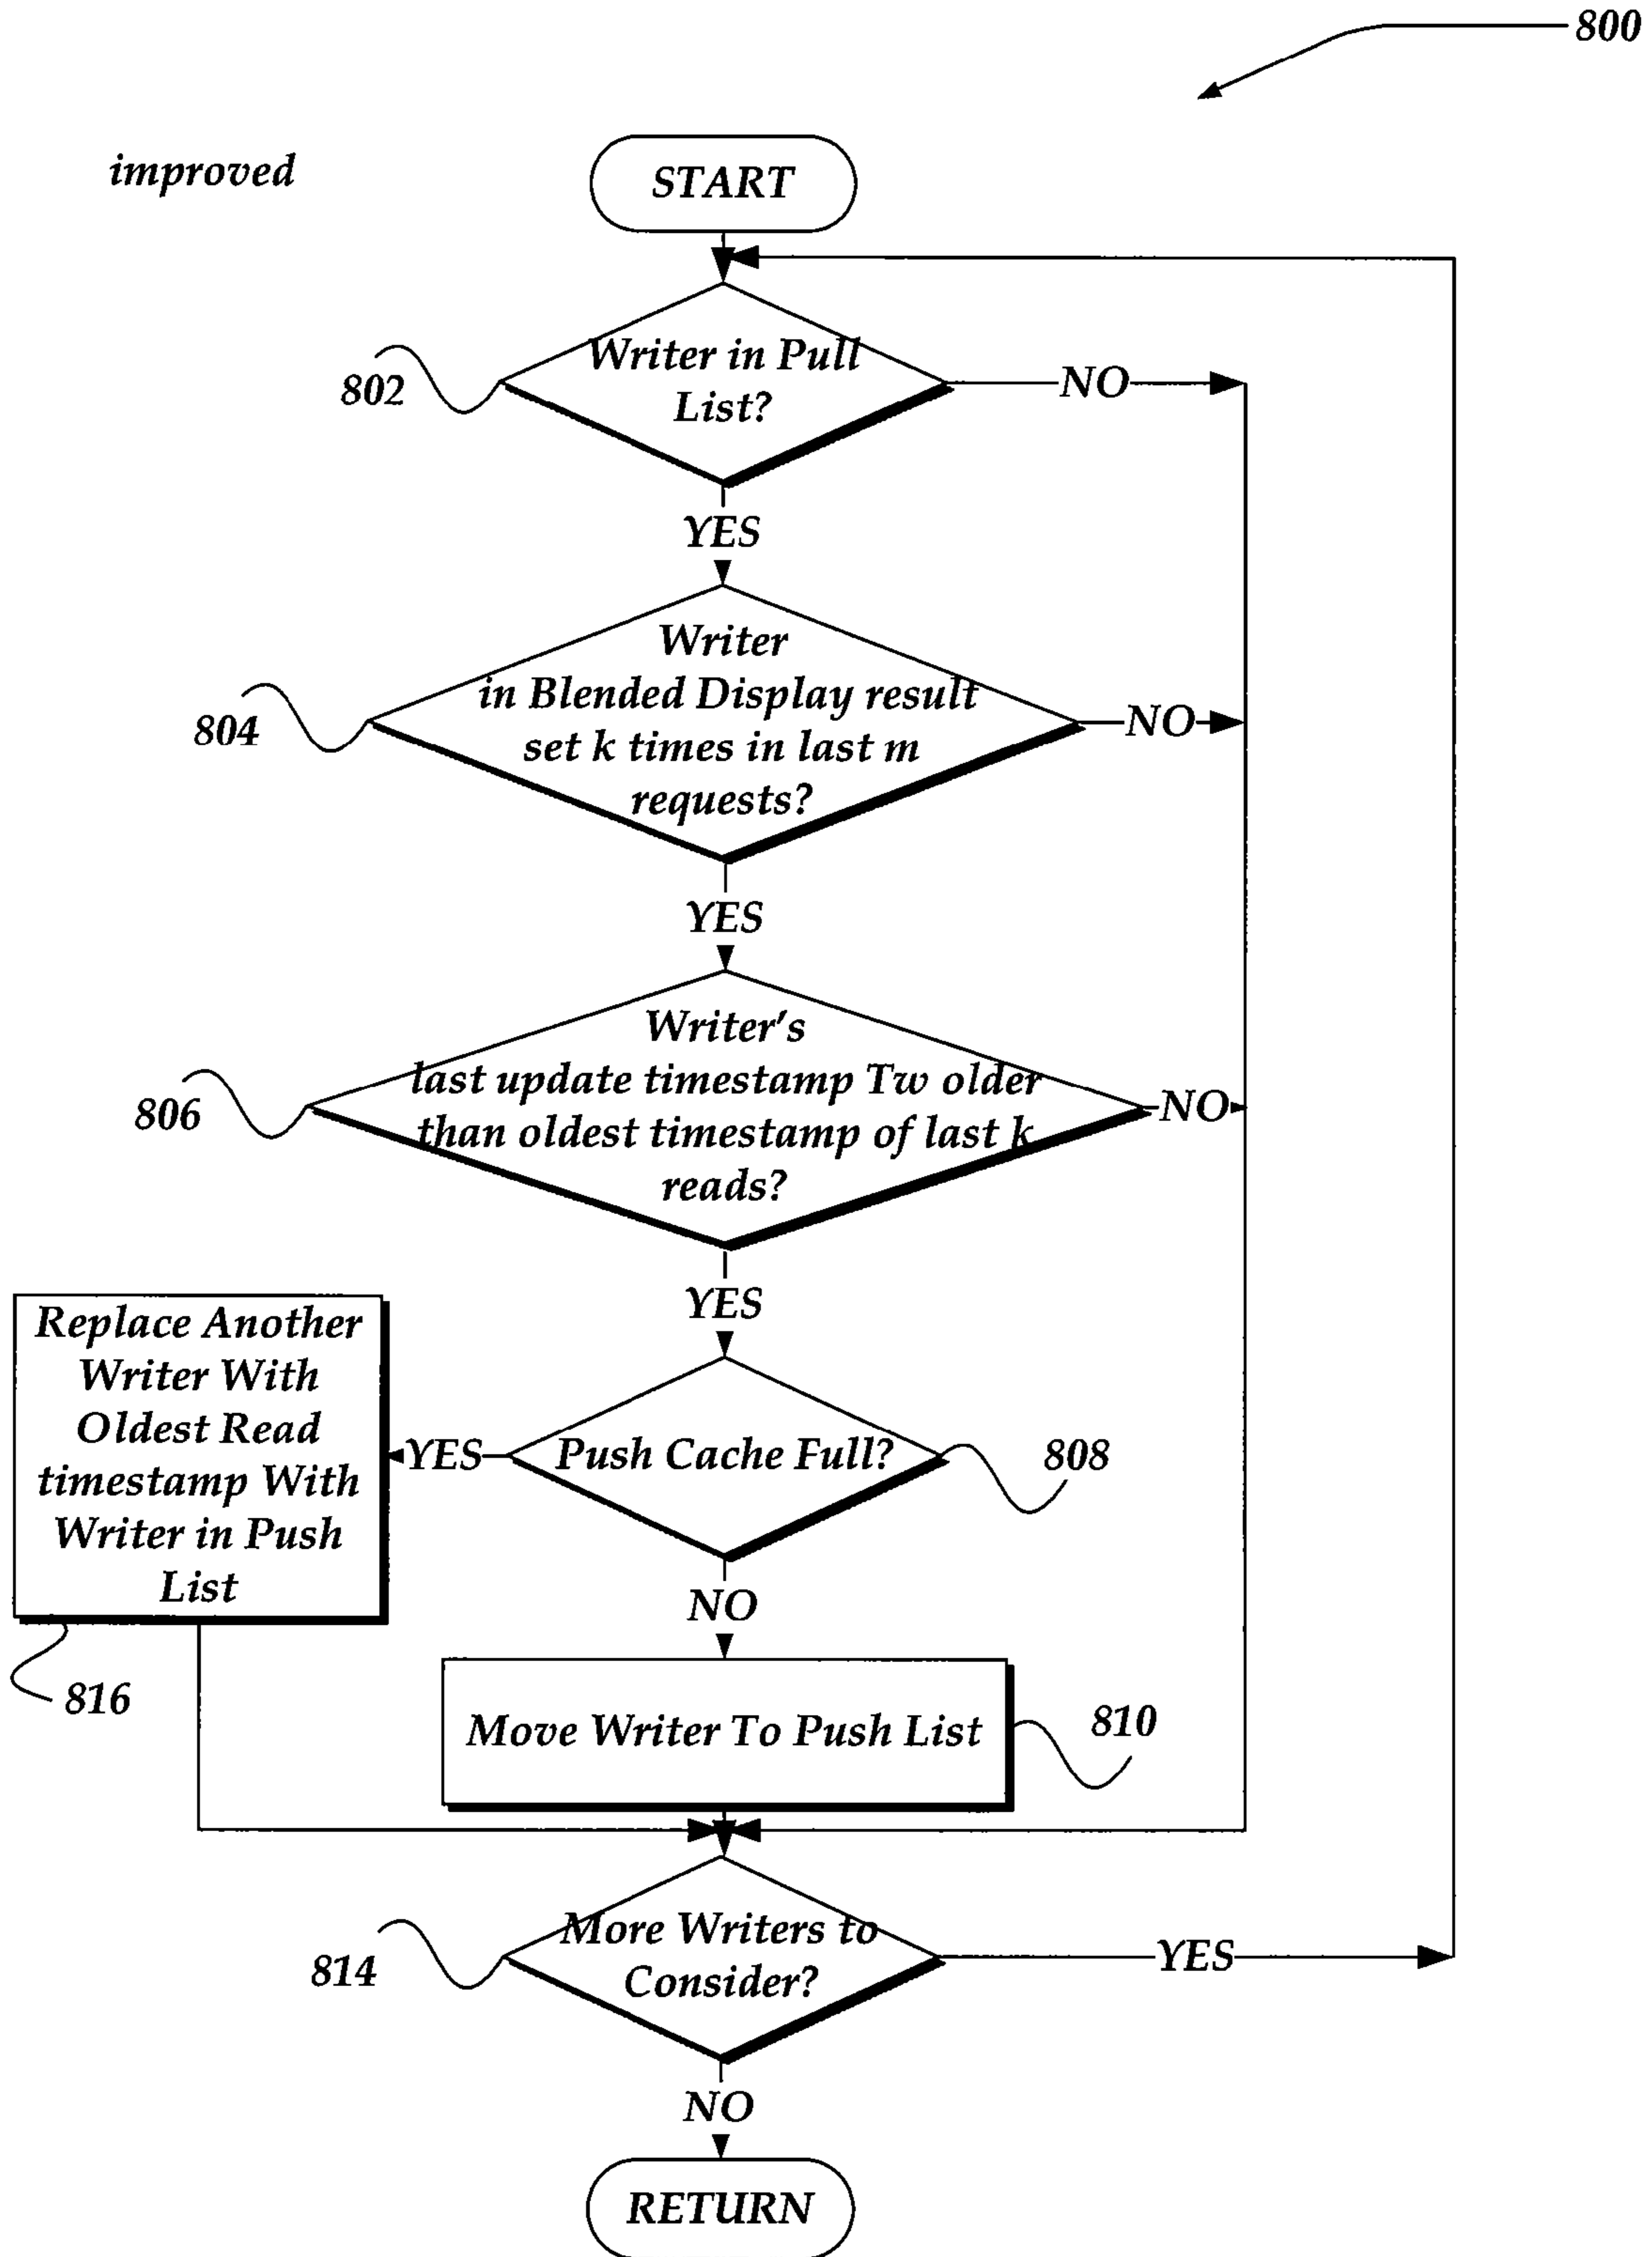 800
improved
START
Writer in Pull
List?
802
NO
YES
Writer
in Blended Display result
set k times in last m
requests?
804
NO
YES
Writer's
last update timestamp Tw older
than oldest timestamp of last k
reads?
806
NO
YES
Replace Another
Writer With
Oldest Read
timestamp With
Writer in Push
List
816
YES
Push Cache Full?
808
NO
Move Writer To Push List
810
More Writers to
Consider?
814
YES
NO
RETURN